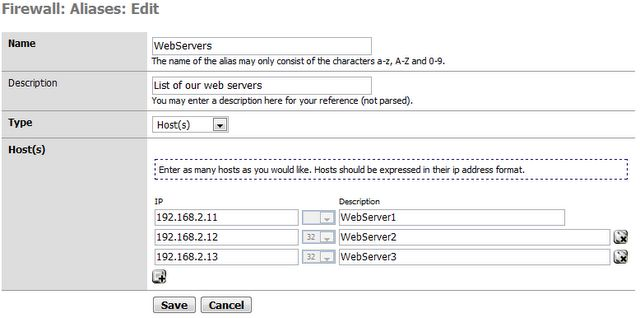 Firewall: Aliases: Edit
Name
WebServers
The name of the alias may only consist of the characters a-z, A-Z and 0-9.
Description
List of our web servers
You may enter a description here for your reference (not parsed).
Type
Host(s)
Host(s)
Enter as many hosts as you would like. Hosts should be expressed in their ip address format.
IP Description
192.168.2.11 WebServer1
192.168.2.12 32 WebServer2
192.168.2.13 32 WebServer3
Save Cancel